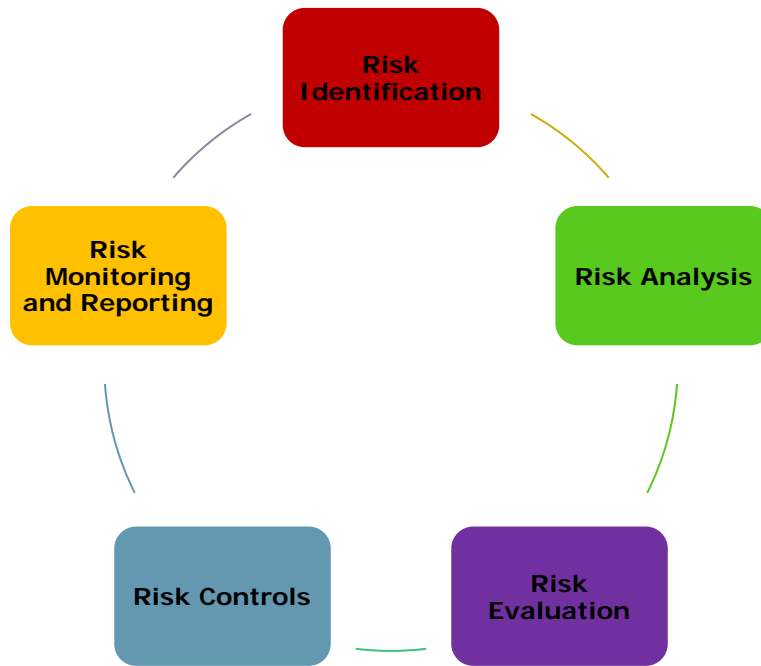 Risk
Identification
Risk Analysis
Risk
Evaluation
Risk Controls
Risk
Monitoring
and Reporting